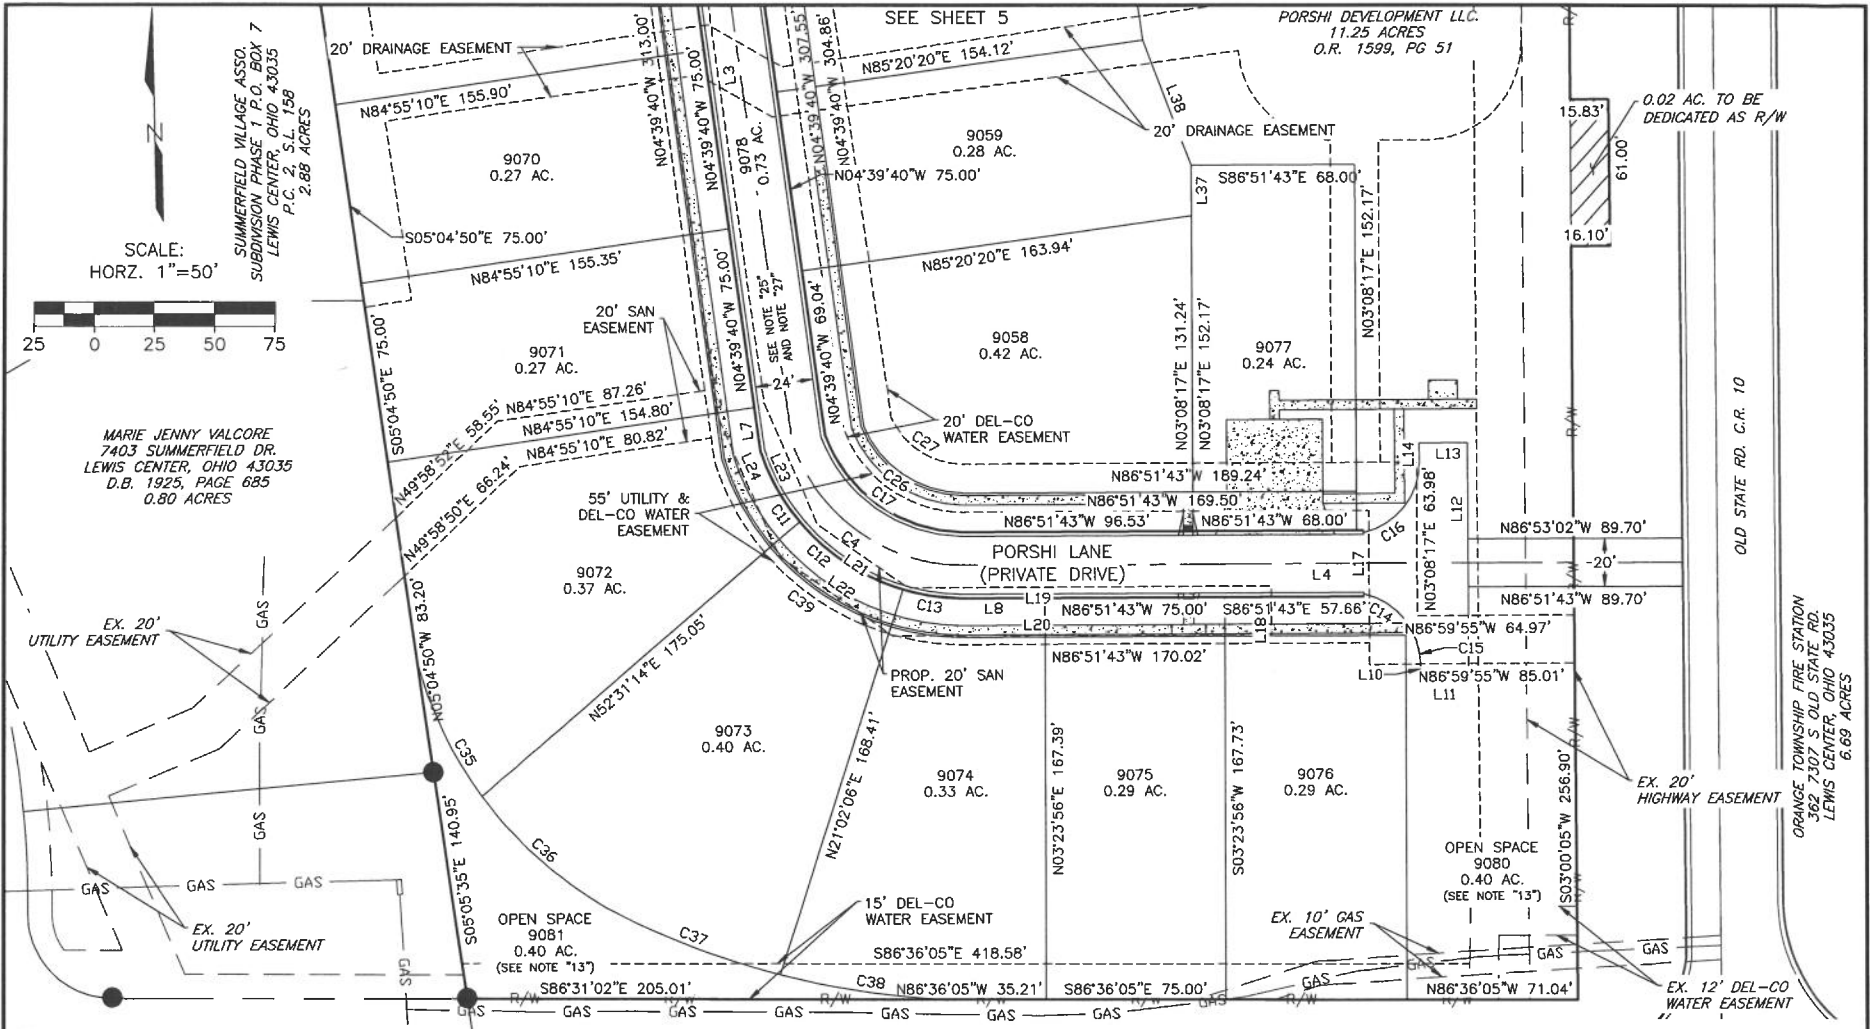 SEE SHEET 5
PORSHI DEVELOPMENT LLC.
11.25 ACRES
O.R. 1599, PG 51
20' DRAINAGE EASEMENT
SUMMERFIELD VILLAGE ASSO.
SUBDIVISION PHASE 1 P.O. BOX 7
LEWIS CENTER, OHIO 43035
P.C. 2, S.L. 158
2.88 ACRES
N
SCALE:
HORZ. 1"=50'
25 0 25 50 75
N84°55'10"E 155.90'
9070
0.27 AC.
S05°04'50"E 75.00'
N84°55'10"E 155.35'
N04°39'40"W 313.00'
N04°39'40"W 75.00'
L3
9078
0.73 AC.
N04°39'40"W 307.55'
N04°39'40"W 304.86'
N85°20'20"E 154.12'
L38
20' DRAINAGE EASEMENT
9059
0.28 AC.
N04°39'40"W 75.00'
L37
S86°51'43"E 68.00'
N03°08'17"E 152.17'
15.83'
61.00'
16.10'
0.02 AC. TO BE
DEDICATED AS R/W
R/W
N85°20'20"E 163.94'
20' SAN
EASEMENT
N04°39'40"W 75.00'
SEE NOTE "25"
AND NOTE "27"
N04°39'40"W 69.04'
24'
9058
0.42 AC.
N03°08'17"E 131.24'
N03°08'17"E 152.17'
9077
0.24 AC.
S05°04'50"E 75.00'
9071
0.27 AC.
N84°55'10"E 87.26'
N84°55'10"E 154.80'
N84°55'10"E 80.82'
N49°58'52"E 58.55'
N49°58'50"E 66.24'
MARIE JENNY VALCORE
7403 SUMMERFIELD DR.
LEWIS CENTER, OHIO 43035
D.B. 1925, PAGE 685
0.80 ACRES
L7
L24
L23
20' DEL-CO
WATER EASEMENT
C27
C26
C17
N86°51'43"W 189.24'
N86°51'43"W 169.50'
N86°51'43"W 96.53'
N86°51'43"W 68.00'
L14
L13
L12
N03°08'17"E 63.98'
C16
L17
R/W
OLD STATE RD. C.R. 10
N86°53'02"W 89.70'
20'
R/W
N86°51'43"W 89.70'
55' UTILITY &
DEL-CO WATER
EASEMENT
C11
C12
C4
L21
L22
C39
PORSHI LANE
(PRIVATE DRIVE)
L4
C13
L8
L19
L20
N86°51'43"W 75.00'
S86°51'43"E 57.66'
L18
C14
N86°59'55"W 64.97'
C15
N86°51'43"W 170.02'
L10
N86°59'55"W 85.01'
L11
9072
0.37 AC.
EX. 20'
UTILITY EASEMENT
GAS
GAS
GAS
N05°04'50"W 83.20'
N52°31'14"E 175.05'
PROP. 20' SAN
EASEMENT
C35
9073
0.40 AC.
N21°02'06"E 168.41'
9074
0.33 AC.
N03°23'56"E 167.39'
9075
0.29 AC.
S03°23'56"W 167.73'
9076
0.29 AC.
R/W
S03°00'05"W 256.90'
R/W
EX. 20'
HIGHWAY EASEMENT
ORANGE TOWNSHIP FIRE STATION
362 7307 S OLD STATE RD.
LEWIS CENTER, OHIO 43035
6.69 ACRES
OPEN SPACE
9080
0.40 AC.
(SEE NOTE "13")
C36
S05°05'35"E 140.95'
GAS GAS GAS
GAS
EX. 20'
UTILITY EASEMENT
OPEN SPACE
9081
0.40 AC.
(SEE NOTE "13")
C37
15' DEL-CO
WATER EASEMENT
S86°36'05"E 418.58'
EX. 10' GAS
EASEMENT
GAS GAS GAS GAS
C38
S86°31'02"E 205.01'
N86°36'05"W 35.21'
S86°36'05"E 75.00'
N86°36'05"W 71.04'
EX. 12' DEL-CO
WATER EASEMENT
R/W R/W R/W R/W R/W
GAS GAS GAS GAS GAS GAS GAS GAS